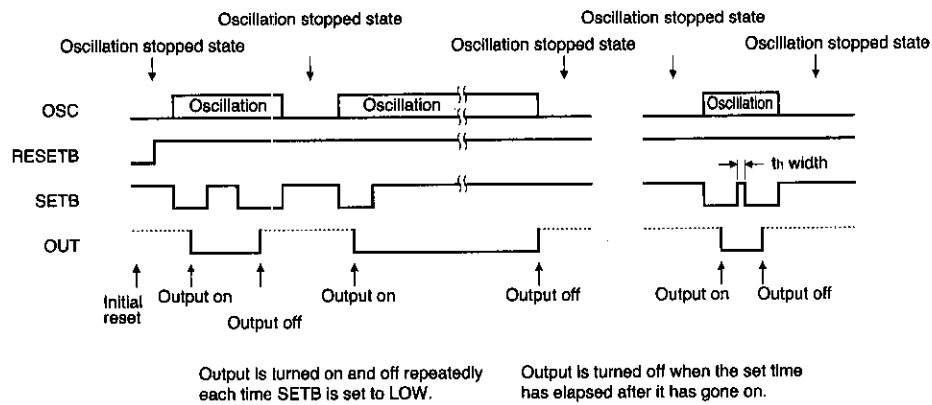 Oscillation stopped state
Oscillation stopped state
Oscillation stopped state
Oscillation stopped state
Oscillation stopped state
OSC
Oscillation
Oscillation
Oscillation
RESETB
th width
SETB
OUT
Initial
reset
Output on
Output off
Output on
Output off
Output on
Output off
Output is turned on and off repeatedly
each time SETB is set to LOW.
Output is turned off when the set time
has elapsed after it has gone on.